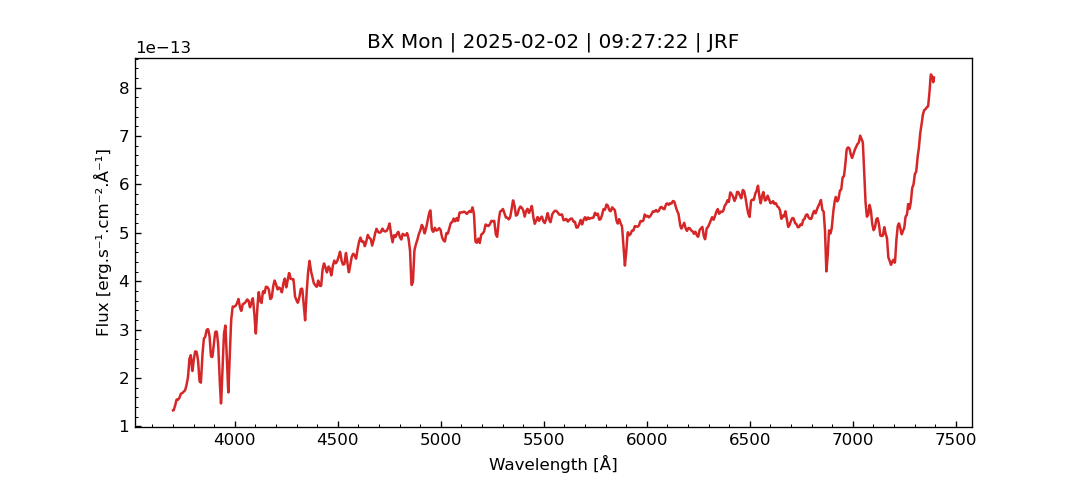 BX Mon | 2025-02-02 | 09:27:22 | JRF
1e−13
8
7
6
5
4
3
2
1
Flux [erg.s⁻¹.cm⁻².Å⁻¹]
4000 4500 5000 5500 6000 6500 7000 7500
Wavelength [Å]